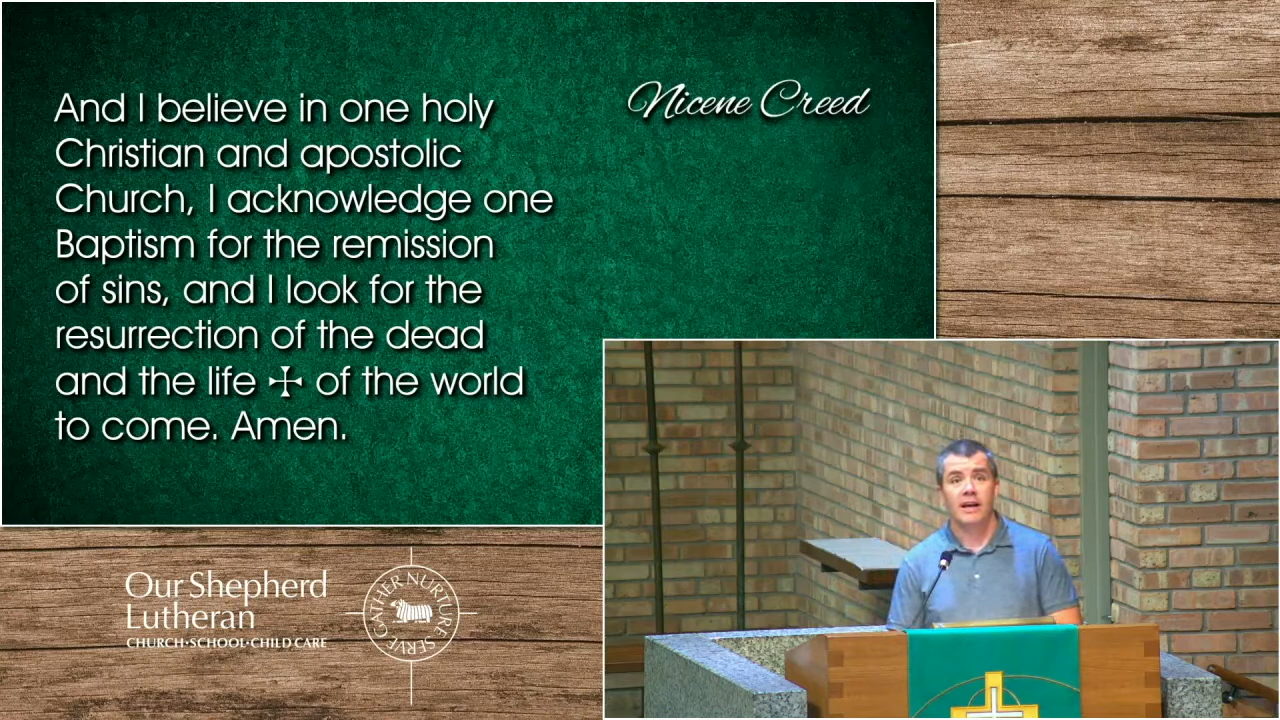 And I believe in one holy
Christian and apostolic
Church, I acknowledge one
Baptism for the remission
of sins, and I look for the
resurrection of the dead
and the life ☩ of the world
to come. Amen.
Nicene Creed
Our Shepherd
Lutheran
CHURCH·SCHOOL·CHILD CARE
GATHER NURTURE SERVE